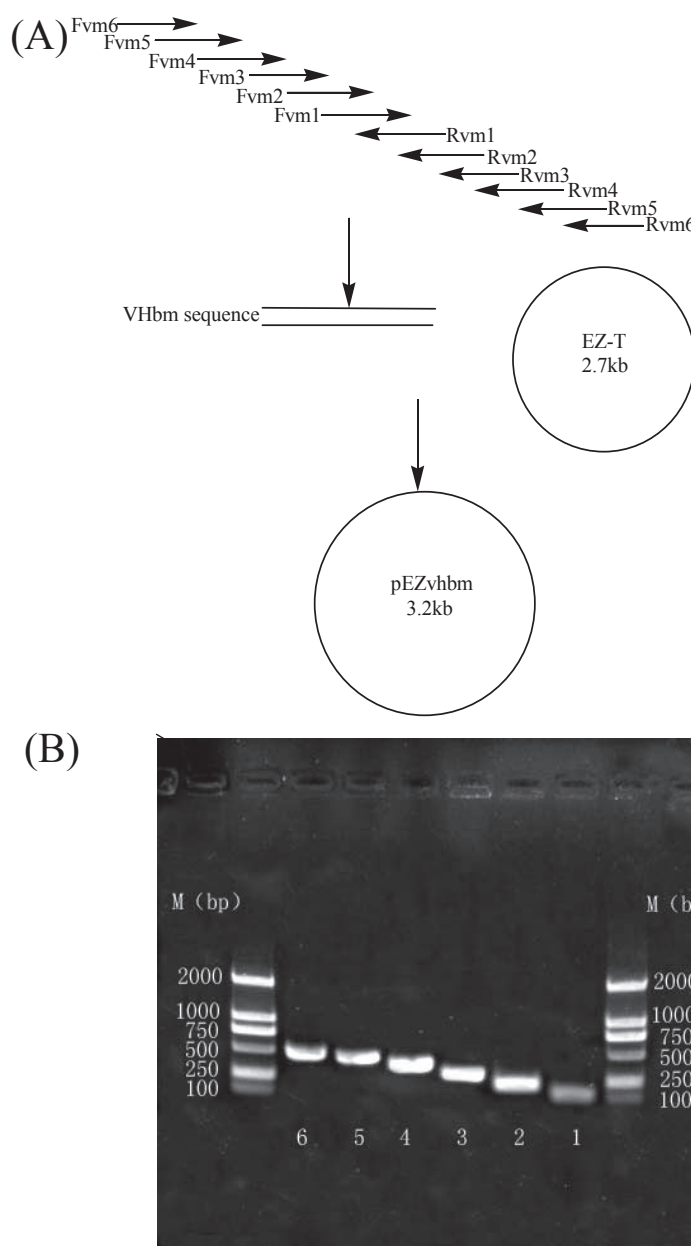 (A)
Fvm6
Fvm5
Fvm4
Fvm3
Fvm2
Fvm1
Rvm1
Rvm2
Rvm3
Rvm4
Rvm5
Rvm6
VHbm sequence
EZ-T
2.7kb
pEZvhbm
3.2kb
(B)
M (bp)
M (b
2000
1000
750
500
250
100
2000
1000
750
500
250
100
6 5 4 3 2 1